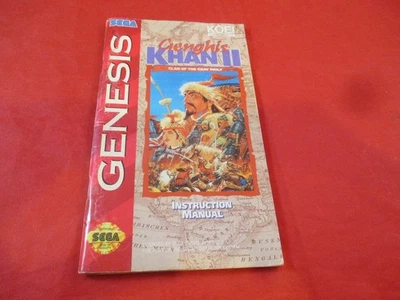 SEGA
GENESIS
KOEI
Genghis
KHAN II
CLAN OF THE GRAY WOLF
INSTRUCTION
MANUAL
SEGA